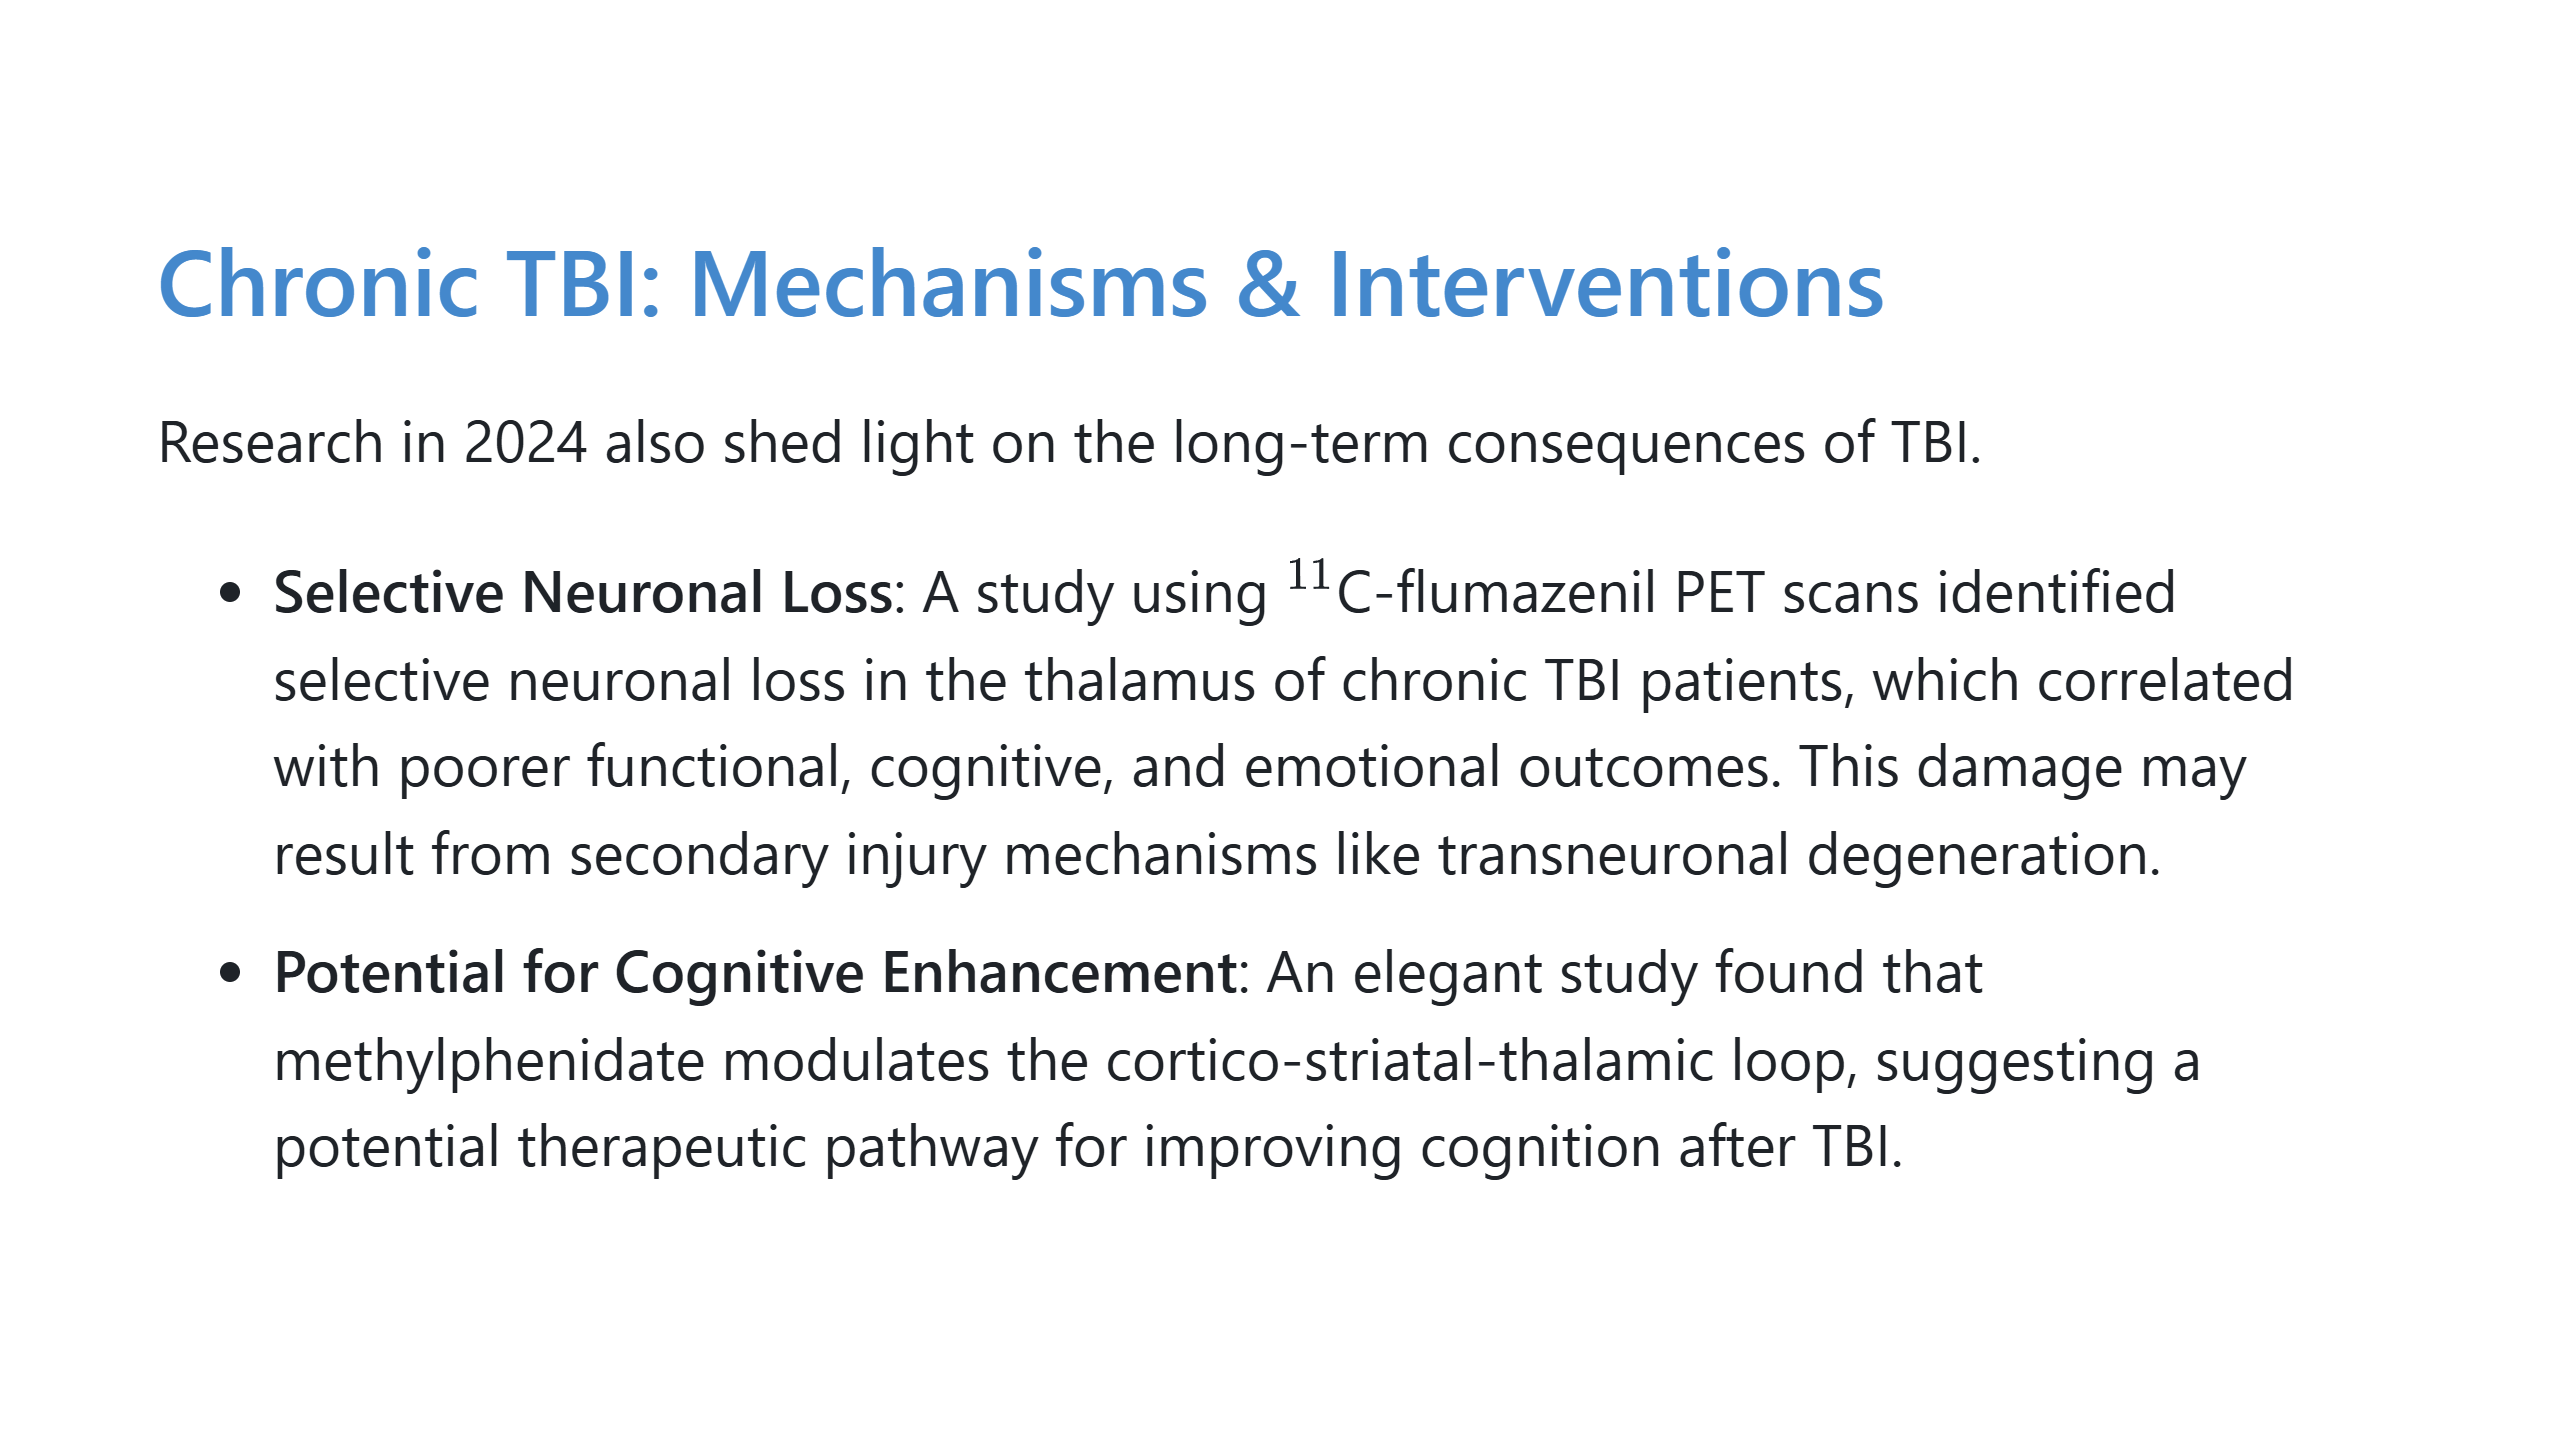 Chronic TBI: Mechanisms & Interventions
Research in 2024 also shed light on the long-term consequences of TBI.
• Selective Neuronal Loss: A study using ¹¹C-flumazenil PET scans identified
selective neuronal loss in the thalamus of chronic TBI patients, which correlated
with poorer functional, cognitive, and emotional outcomes. This damage may
result from secondary injury mechanisms like transneuronal degeneration.
• Potential for Cognitive Enhancement: An elegant study found that
methylphenidate modulates the cortico-striatal-thalamic loop, suggesting a
potential therapeutic pathway for improving cognition after TBI.